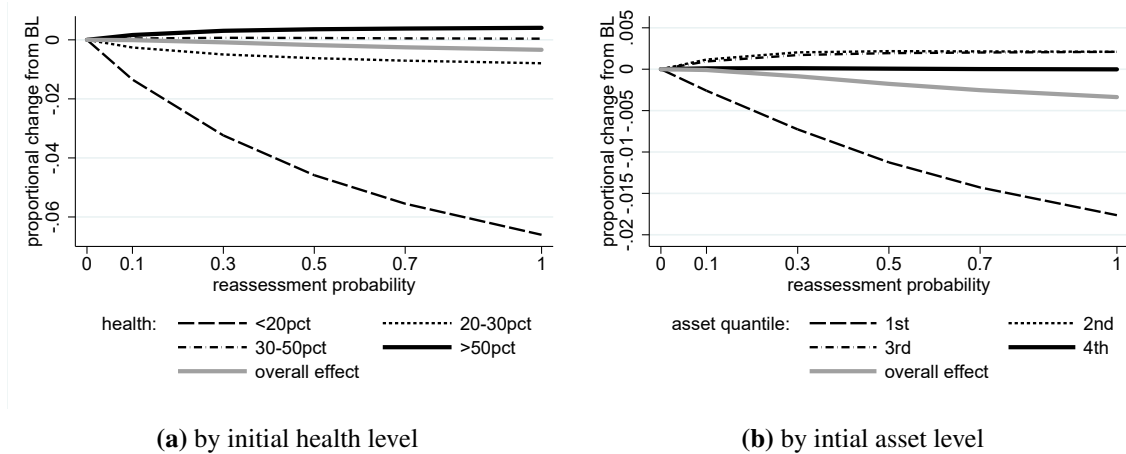 proportional change from BL
0
-.02
-.04
-.06
0 0.1 0.3 0.5 0.7 1
reassessment probability
health: <20pct 20-30pct
30-50pct >50pct
overall effect
(a) by initial health level
proportional change from BL
.005
0
-.005
-.01
-.015
-.02
0 0.1 0.3 0.5 0.7 1
reassessment probability
asset quantile: 1st 2nd
3rd 4th
overall effect
(b) by intial asset level